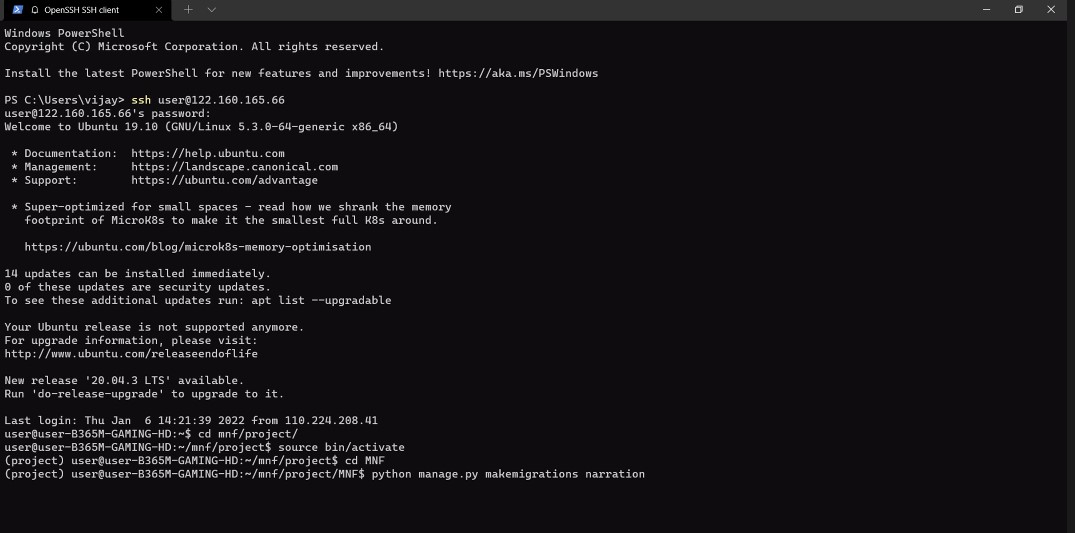 OpenSSH SSH client
Windows PowerShell
Copyright (C) Microsoft Corporation. All rights reserved.
Install the latest PowerShell for new features and improvements! https://aka.ms/PSWindows
PS C:\Users\vijay> ssh user@122.160.165.66
user@122.160.165.66's password:
Welcome to Ubuntu 19.10 (GNU/Linux 5.3.0-64-generic x86_64)
* Documentation:  https://help.ubuntu.com
* Management:     https://landscape.canonical.com
* Support:        https://ubuntu.com/advantage
* Super-optimized for small spaces - read how we shrank the memory
footprint of MicroK8s to make it the smallest full K8s around.
https://ubuntu.com/blog/microk8s-memory-optimisation
14 updates can be installed immediately.
0 of these updates are security updates.
To see these additional updates run: apt list --upgradable
Your Ubuntu release is not supported anymore.
For upgrade information, please visit:
http://www.ubuntu.com/releaseendoflife
New release '20.04.3 LTS' available.
Run 'do-release-upgrade' to upgrade to it.
Last login: Thu Jan  6 14:21:39 2022 from 110.224.208.41
user@user-B365M-GAMING-HD:~$ cd mnf/project/
user@user-B365M-GAMING-HD:~/mnf/project$ source bin/activate
(project) user@user-B365M-GAMING-HD:~/mnf/project$ cd MNF
(project) user@user-B365M-GAMING-HD:~/mnf/project/MNF$ python manage.py makemigrations narration